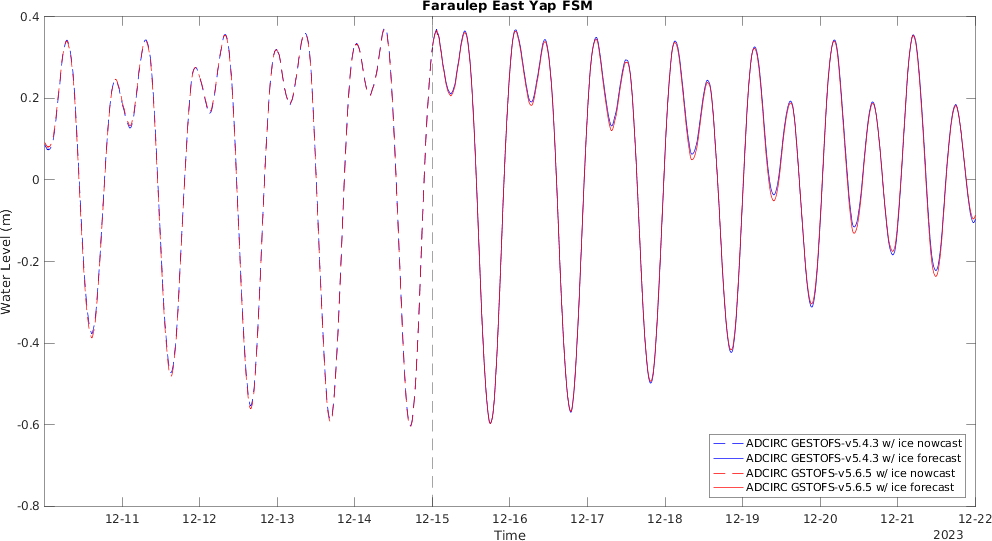 Faraulep East Yap FSM
0.4
0.2
0
-0.2
-0.4
-0.6
-0.8
Water Level (m)
12-11
12-12
12-13
12-14
12-15
12-16
12-17
12-18
12-19
12-20
12-21
12-22
Time
2023
ADCIRC GESTOFS-v5.4.3 w/ ice nowcast
ADCIRC GESTOFS-v5.4.3 w/ ice forecast
ADCIRC GSTOFS-v5.6.5 w/ ice nowcast
ADCIRC GSTOFS-v5.6.5 w/ ice forecast